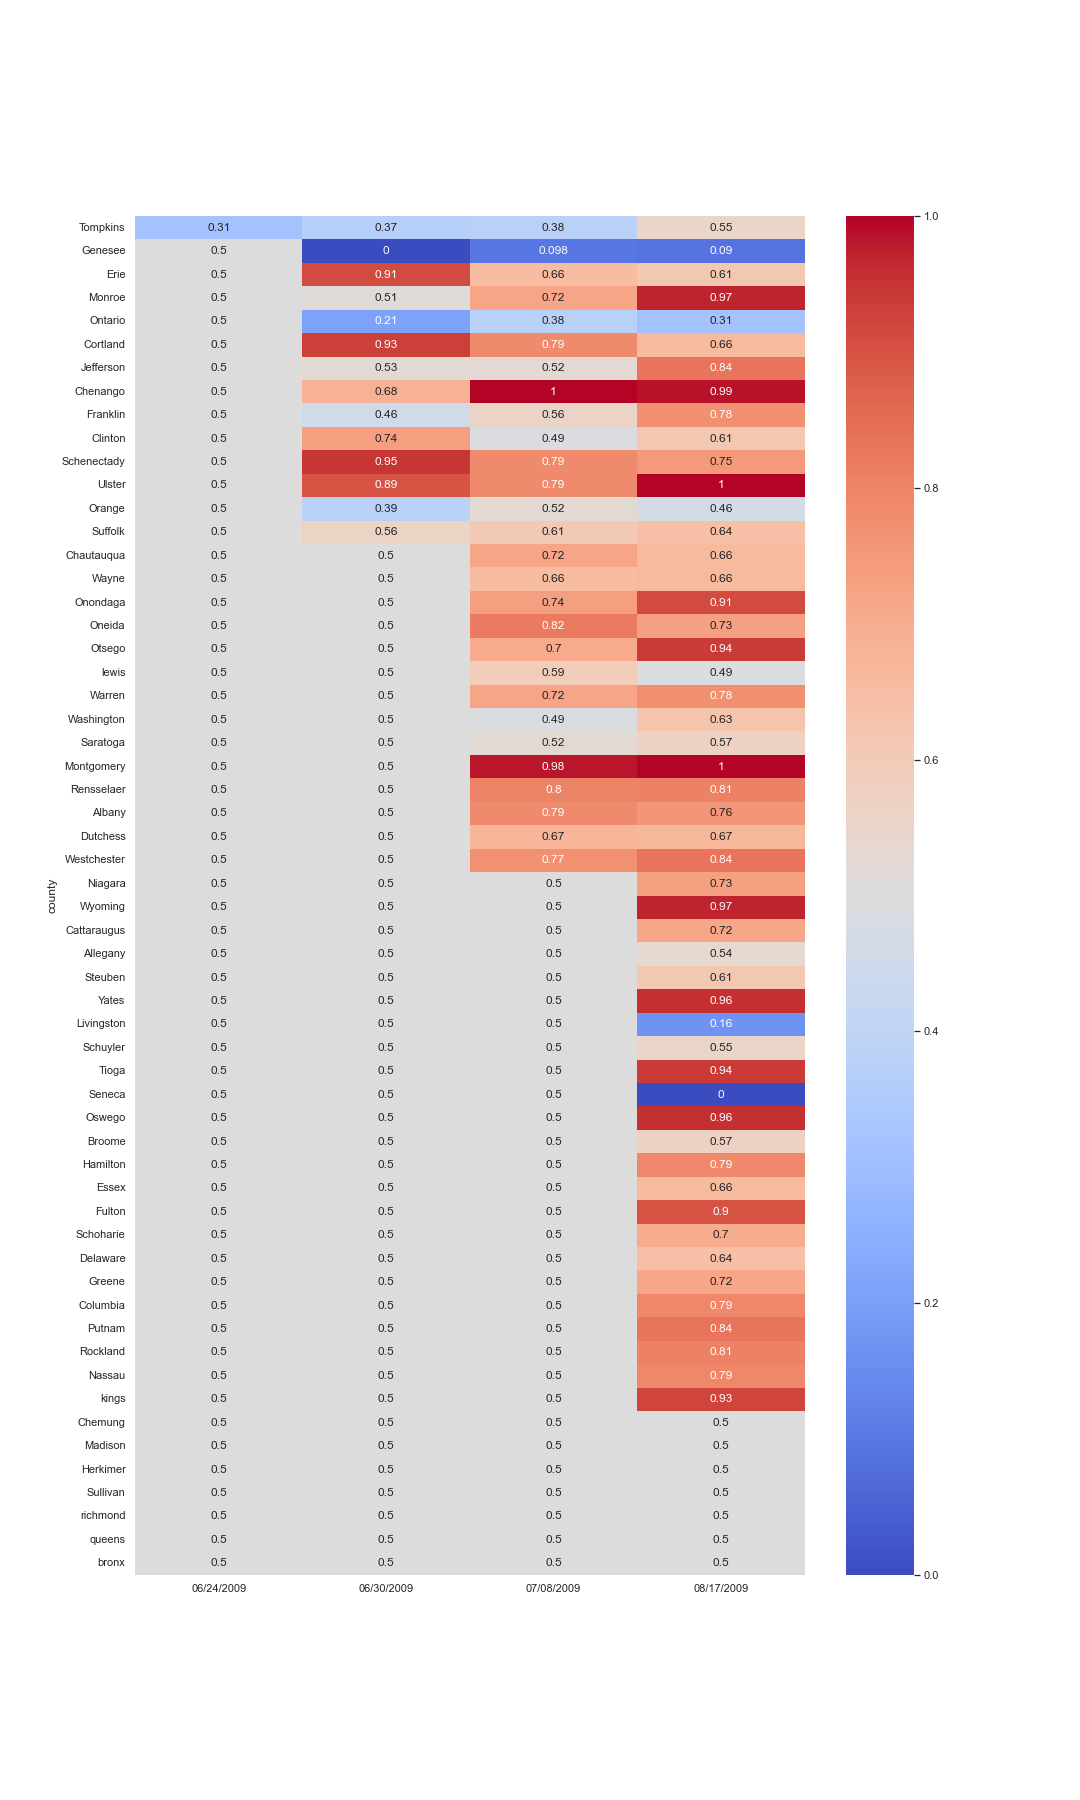 Tompkins 0.31 0.37 0.38 0.55 1.0
Genesee 0.5 0 0.098 0.09
Erie 0.5 0.91 0.66 0.61
Monroe 0.5 0.51 0.72 0.97
Ontario 0.5 0.21 0.38 0.31
Cortland 0.5 0.93 0.79 0.66
Jefferson 0.5 0.53 0.52 0.84
Chenango 0.5 0.68 1 0.99
Franklin 0.5 0.46 0.56 0.78
Clinton 0.5 0.74 0.49 0.61
Schenectady 0.5 0.95 0.79 0.75
Ulster 0.5 0.89 0.79 1 0.8
Orange 0.5 0.39 0.52 0.46
Suffolk 0.5 0.56 0.61 0.64
Chautauqua 0.5 0.5 0.72 0.66
Wayne 0.5 0.5 0.66 0.66
Onondaga 0.5 0.5 0.74 0.91
Oneida 0.5 0.5 0.82 0.73
Otsego 0.5 0.5 0.7 0.94
lewis 0.5 0.5 0.59 0.49
Warren 0.5 0.5 0.72 0.78
Washington 0.5 0.5 0.49 0.63
Saratoga 0.5 0.5 0.52 0.57
Montgomery 0.5 0.5 0.98 1 0.6
Rensselaer 0.5 0.5 0.8 0.81
Albany 0.5 0.5 0.79 0.76
Dutchess 0.5 0.5 0.67 0.67
Westchester 0.5 0.5 0.77 0.84
Niagara 0.5 0.5 0.5 0.73
county
Wyoming 0.5 0.5 0.5 0.97
Cattaraugus 0.5 0.5 0.5 0.72
Allegany 0.5 0.5 0.5 0.54
Steuben 0.5 0.5 0.5 0.61
Yates 0.5 0.5 0.5 0.96
Livingston 0.5 0.5 0.5 0.16 0.4
Schuyler 0.5 0.5 0.5 0.55
Tioga 0.5 0.5 0.5 0.94
Seneca 0.5 0.5 0.5 0
Oswego 0.5 0.5 0.5 0.96
Broome 0.5 0.5 0.5 0.57
Hamilton 0.5 0.5 0.5 0.79
Essex 0.5 0.5 0.5 0.66
Fulton 0.5 0.5 0.5 0.9
Schoharie 0.5 0.5 0.5 0.7
Delaware 0.5 0.5 0.5 0.64
Greene 0.5 0.5 0.5 0.72
Columbia 0.5 0.5 0.5 0.79 0.2
Putnam 0.5 0.5 0.5 0.84
Rockland 0.5 0.5 0.5 0.81
Nassau 0.5 0.5 0.5 0.79
kings 0.5 0.5 0.5 0.93
Chemung 0.5 0.5 0.5 0.5
Madison 0.5 0.5 0.5 0.5
Herkimer 0.5 0.5 0.5 0.5
Sullivan 0.5 0.5 0.5 0.5
richmond 0.5 0.5 0.5 0.5
queens 0.5 0.5 0.5 0.5
bronx 0.5 0.5 0.5 0.5
0.0
06/24/2009 06/30/2009 07/08/2009 08/17/2009